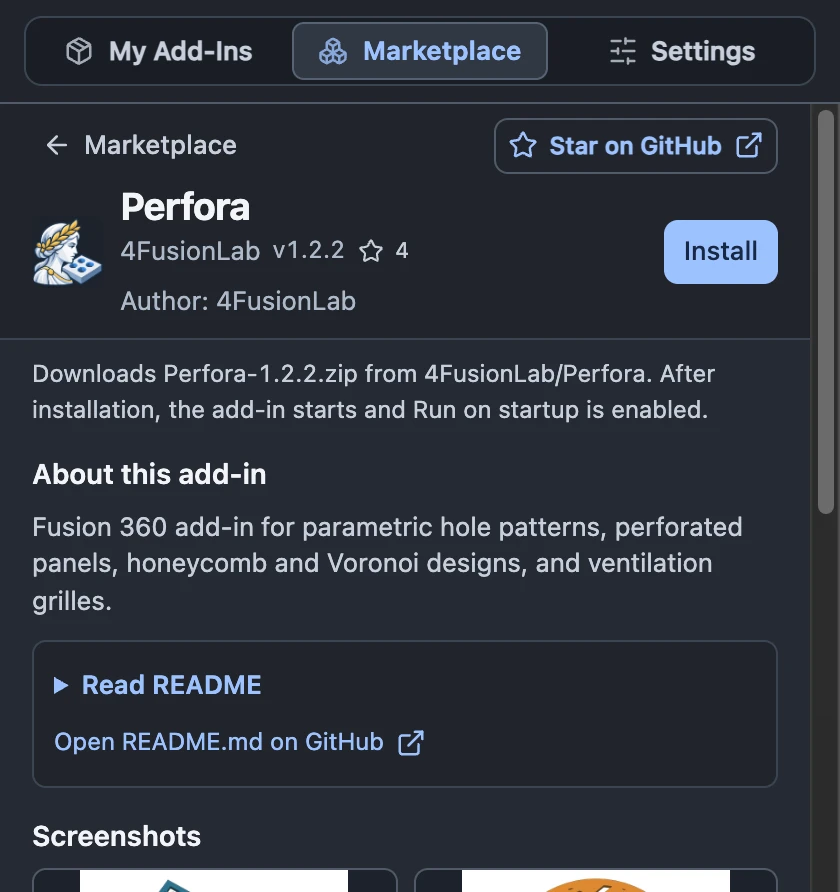 My Add-Ins
Marketplace
Settings
Marketplace
Star on GitHub
Perfora
4FusionLab v1.2.2 4
Install
Author: 4FusionLab
Downloads Perfora-1.2.2.zip from 4FusionLab/Perfora. After
installation, the add-in starts and Run on startup is enabled.
About this add-in
Fusion 360 add-in for parametric hole patterns, perforated
panels, honeycomb and Voronoi designs, and ventilation
grilles.
Read README
Open README.md on GitHub
Screenshots